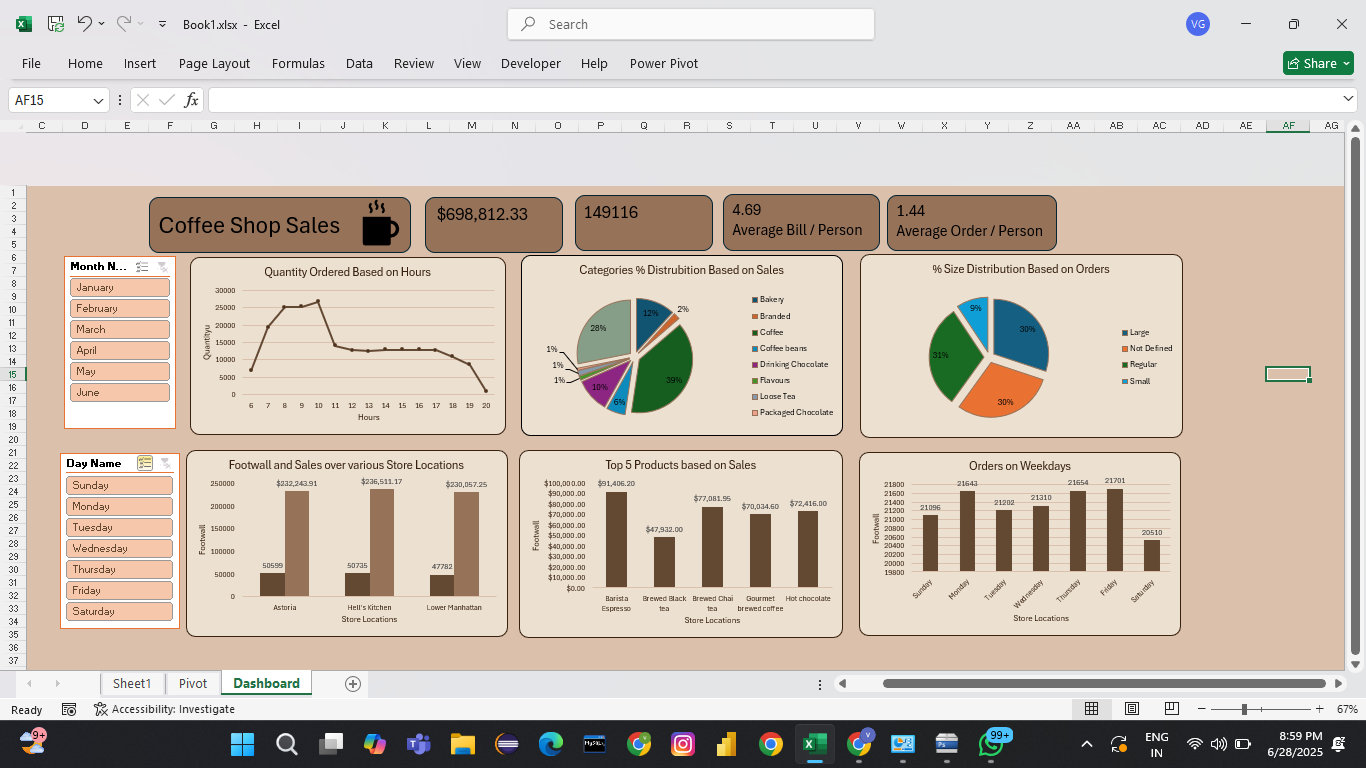 Book1.xlsx - Excel
Search
VG
File Home Insert Page Layout Formulas Data Review View Developer Help Power Pivot
Share
AF15
fx
C D E F G H I J K L M N O P Q R S T U V W X Y Z AA AB AC AD AE AF AG
1
2
3
4
5
6
7
8
9
10
11
12
13
14
15
16
17
18
19
20
21
22
23
24
25
26
27
28
29
30
31
32
33
34
35
36
37
Coffee Shop Sales
$698,812.33
149116
4.69
Average Bill / Person
1.44
Average Order / Person
Month N...
January
February
March
April
May
June
Quantity Ordered Based on Hours
Quantityu
30000
25000
20000
15000
10000
5000
0
6 7 8 9 10 11 12 13 14 15 16 17 18 19 20
Hours
Categories % Distrubition Based on Sales
12%
2%
39%
6%
10%
1%
1%
1%
28%
Bakery
Branded
Coffee
Coffee beans
Drinking Chocolate
Flavours
Loose Tea
Packaged Chocolate
% Size Distribution Based on Orders
30%
30%
31%
9%
Large
Not Defined
Regular
Small
Day Name
Sunday
Monday
Tuesday
Wednesday
Thursday
Friday
Saturday
Footwall and Sales over various Store Locations
Footwall
250000
200000
150000
100000
50000
0
$232,243.91
$236,511.17
$230,057.25
50599
50735
47782
Astoria Hell's Kitchen Lower Manhattan
Store Locations
Top 5 Products based on Sales
Footwall
$100,000.00
$90,000.00
$80,000.00
$70,000.00
$60,000.00
$50,000.00
$40,000.00
$30,000.00
$20,000.00
$10,000.00
$0.00
$91,406.20
$47,932.00
$77,081.95
$70,034.60
$72,416.00
Barista Espresso
Brewed Black tea
Brewed Chai tea
Gourmet brewed coffee
Hot chocolate
Store Locations
Orders on Weekdays
Footwall
21800
21600
21400
21200
21000
20800
20600
20400
20200
20000
19800
21096
21643
21202
21310
21654
21701
20510
Sunday
Monday
Tuesday
Wednesday
Thursday
Friday
Saturday
Store Locations
Sheet1 Pivot Dashboard
Ready
Accessibility: Investigate
67%
9+
MySQL
Ps
99+
ENG
IN
8:59 PM
6/28/2025